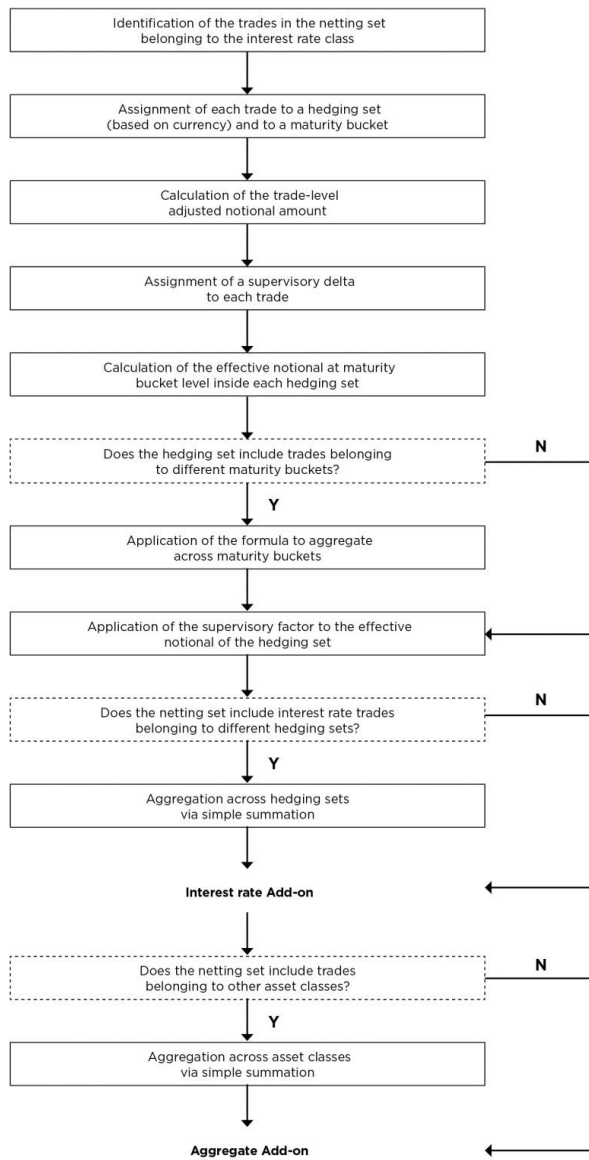 Identification of the trades in the netting set
belonging to the interest rate class
Assignment of each trade to a hedging set
(based on currency) and to a maturity bucket
Calculation of the trade-level
adjusted notional amount
Assignment of a supervisory delta
to each trade
Calculation of the effective notional at maturity
bucket level inside each hedging set
Does the hedging set include trades belonging
to different maturity buckets?
N
Y
Application of the formula to aggregate
across maturity buckets
Application of the supervisory factor to the effective
notional of the hedging set
Does the netting set include interest rate trades
belonging to different hedging sets?
N
Y
Aggregation across hedging sets
via simple summation
Interest rate Add-on
Does the netting set include trades
belonging to other asset classes?
N
Y
Aggregation across asset classes
via simple summation
Aggregate Add-on